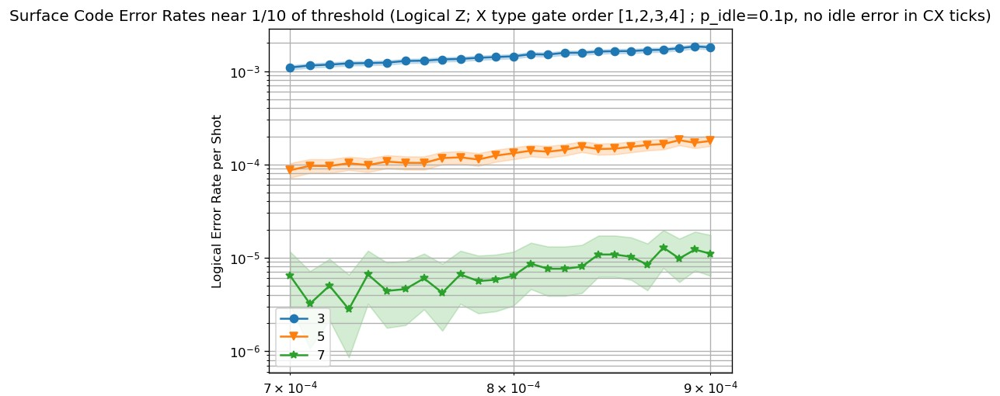 Surface Code Error Rates near 1/10 of threshold (Logical Z; X type gate order [1,2,3,4] ; p_idle=0.1p, no idle error in CX ticks)
Logical Error Rate per Shot
10⁻³
10⁻⁴
10⁻⁵
10⁻⁶
3
5
7
7 × 10⁻⁴
8 × 10⁻⁴
9 × 10⁻⁴